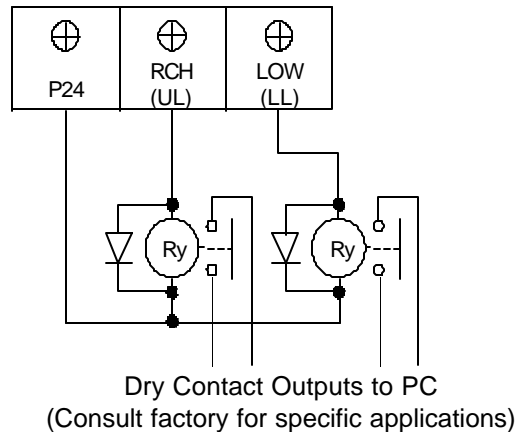 P24
RCH
(UL)
LOW
(LL)
Ry
Ry
Dry Contact Outputs to PC
(Consult factory for specific applications)